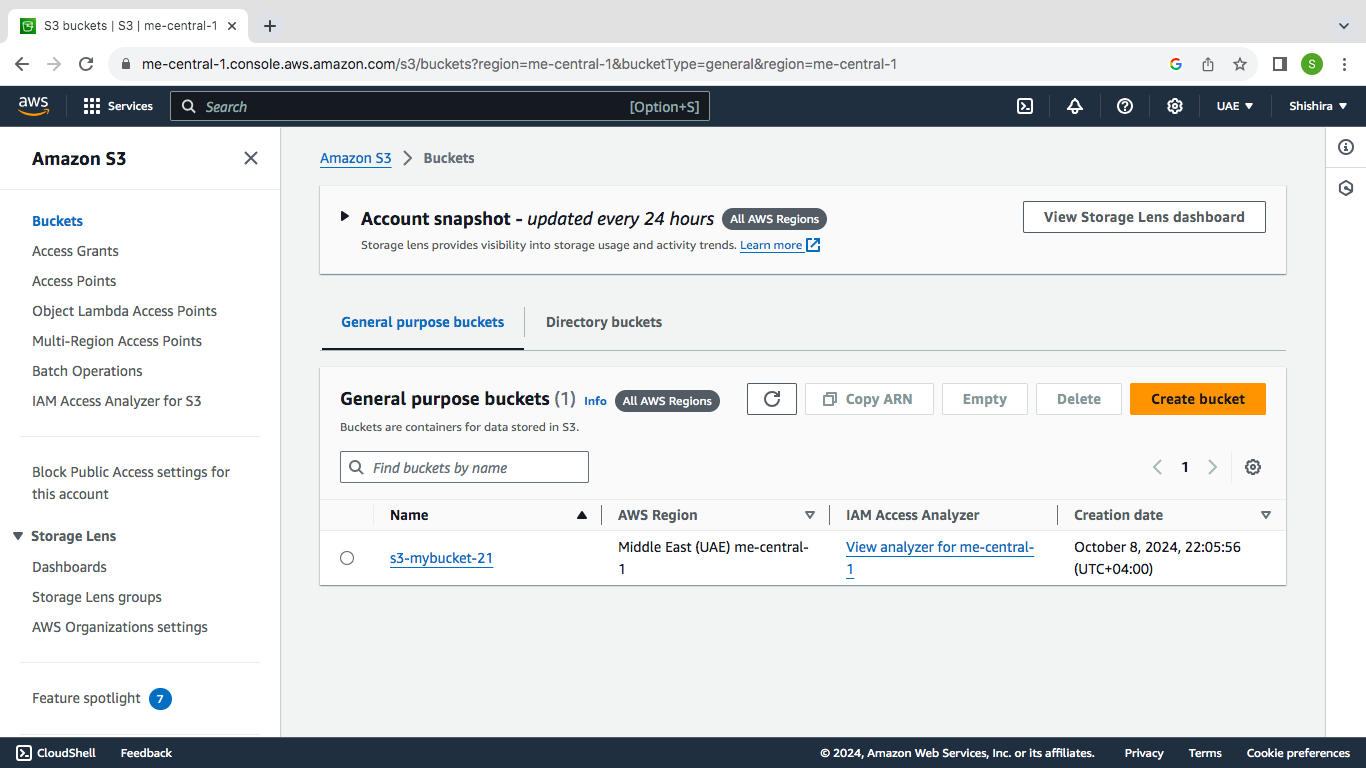 S3 buckets | S3 | me-central-1
me-central-1.console.aws.amazon.com/s3/buckets?region=me-central-1&bucketType=general&region=me-central-1
S
aws
Services
Search
[Option+S]
UAE
Shishira
Amazon S3
Buckets
Access Grants
Access Points
Object Lambda Access Points
Multi-Region Access Points
Batch Operations
IAM Access Analyzer for S3
Block Public Access settings for
this account
Storage Lens
Dashboards
Storage Lens groups
AWS Organizations settings
Feature spotlight 7
Amazon S3 > Buckets
Account snapshot - updated every 24 hours All AWS Regions
Storage lens provides visibility into storage usage and activity trends. Learn more
View Storage Lens dashboard
General purpose buckets
Directory buckets
General purpose buckets (1) Info All AWS Regions
Buckets are containers for data stored in S3.
Copy ARN
Empty
Delete
Create bucket
Find buckets by name
1
Name
AWS Region
IAM Access Analyzer
Creation date
s3-mybucket-21
Middle East (UAE) me-central-
1
View analyzer for me-central-
1
October 8, 2024, 22:05:56
(UTC+04:00)
CloudShell
Feedback
© 2024, Amazon Web Services, Inc. or its affiliates.
Privacy
Terms
Cookie preferences